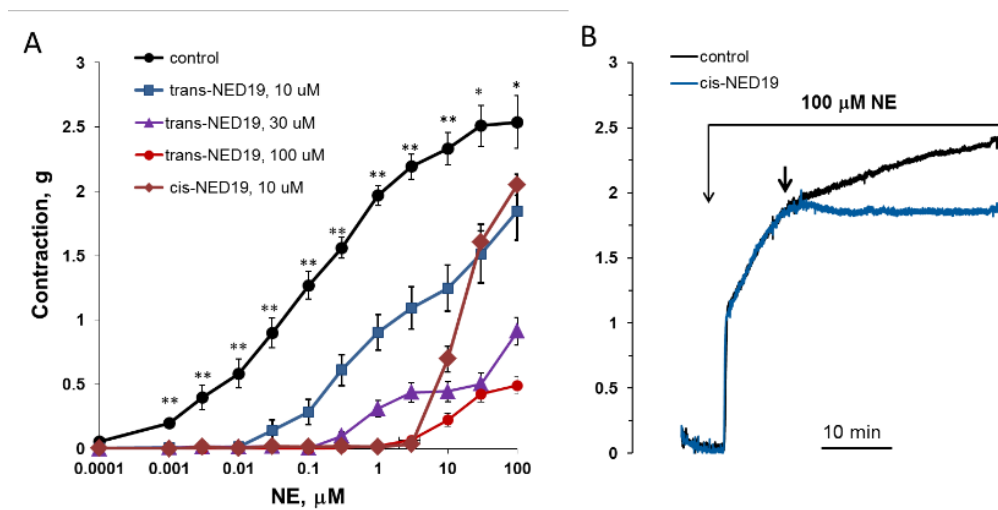 A
control
trans-NED19, 10 uM
trans-NED19, 30 uM
trans-NED19, 100 uM
cis-NED19, 10 uM
3
2.5
2
1.5
1
0.5
0
Contraction, g
**
**
**
**
**
**
**
**
**
*
*
0.0001
0.001
0.01
0.1
1
10
100
NE, μM
B
control
cis-NED19
100 μM NE
3
2.5
2
1.5
1
0.5
0
10 min